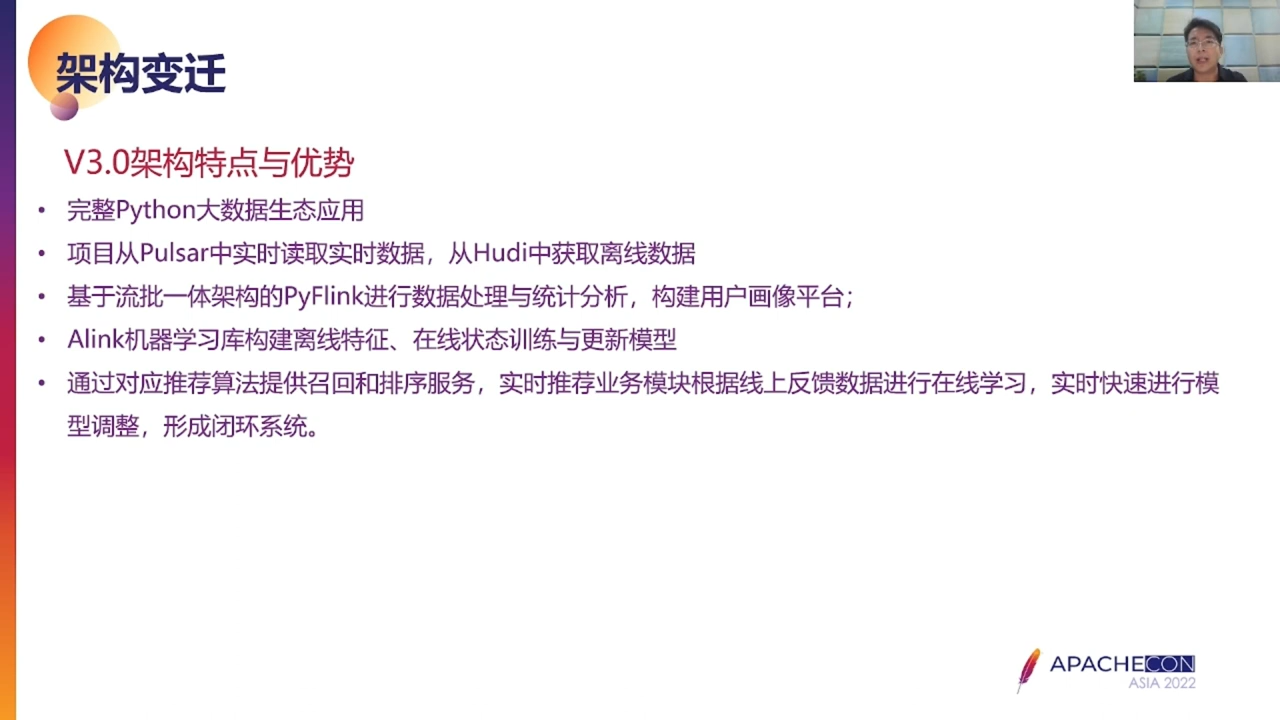 架构变迁
V3.0架构特点与优势
• 完整Python大数据生态应用
• 项目从Pulsar中实时读取实时数据，从Hudi中获取离线数据
• 基于流批一体架构的PyFlink进行数据处理与统计分析，构建用户画像平台；
• Alink机器学习库构建离线特征、在线状态训练与更新模型
• 通过对应推荐算法提供召回和排序服务，实时推荐业务模块根据线上反馈数据进行在线学习，实时快速进行模
型调整，形成闭环系统。
APACHECON
ASIA 2022